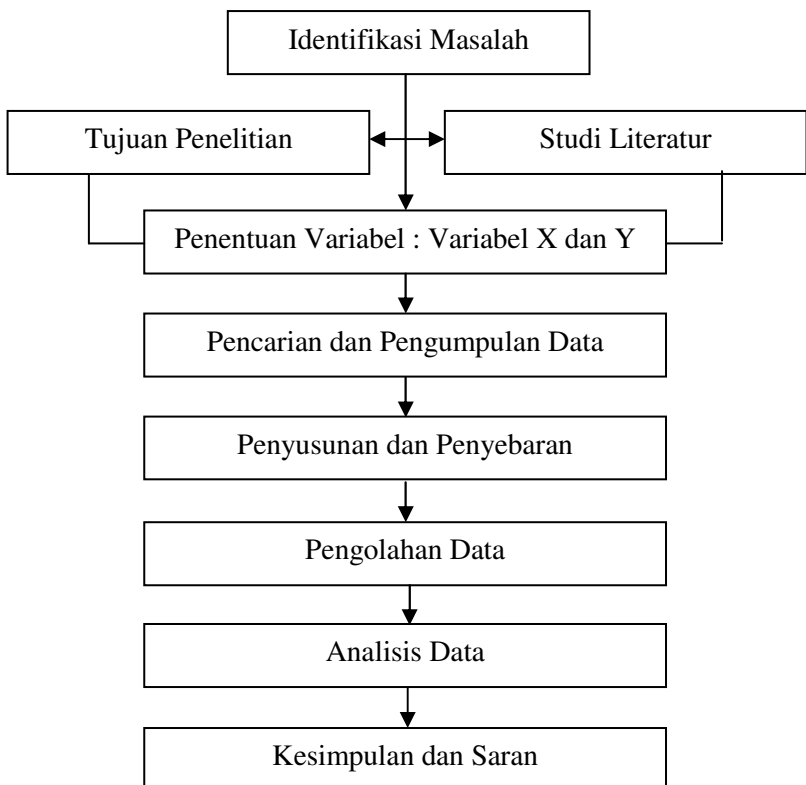 Identifikasi Masalah
Tujuan Penelitian
Studi Literatur
Penentuan Variabel : Variabel X dan Y
Pencarian dan Pengumpulan Data
Penyusunan dan Penyebaran
Pengolahan Data
Analisis Data
Kesimpulan dan Saran